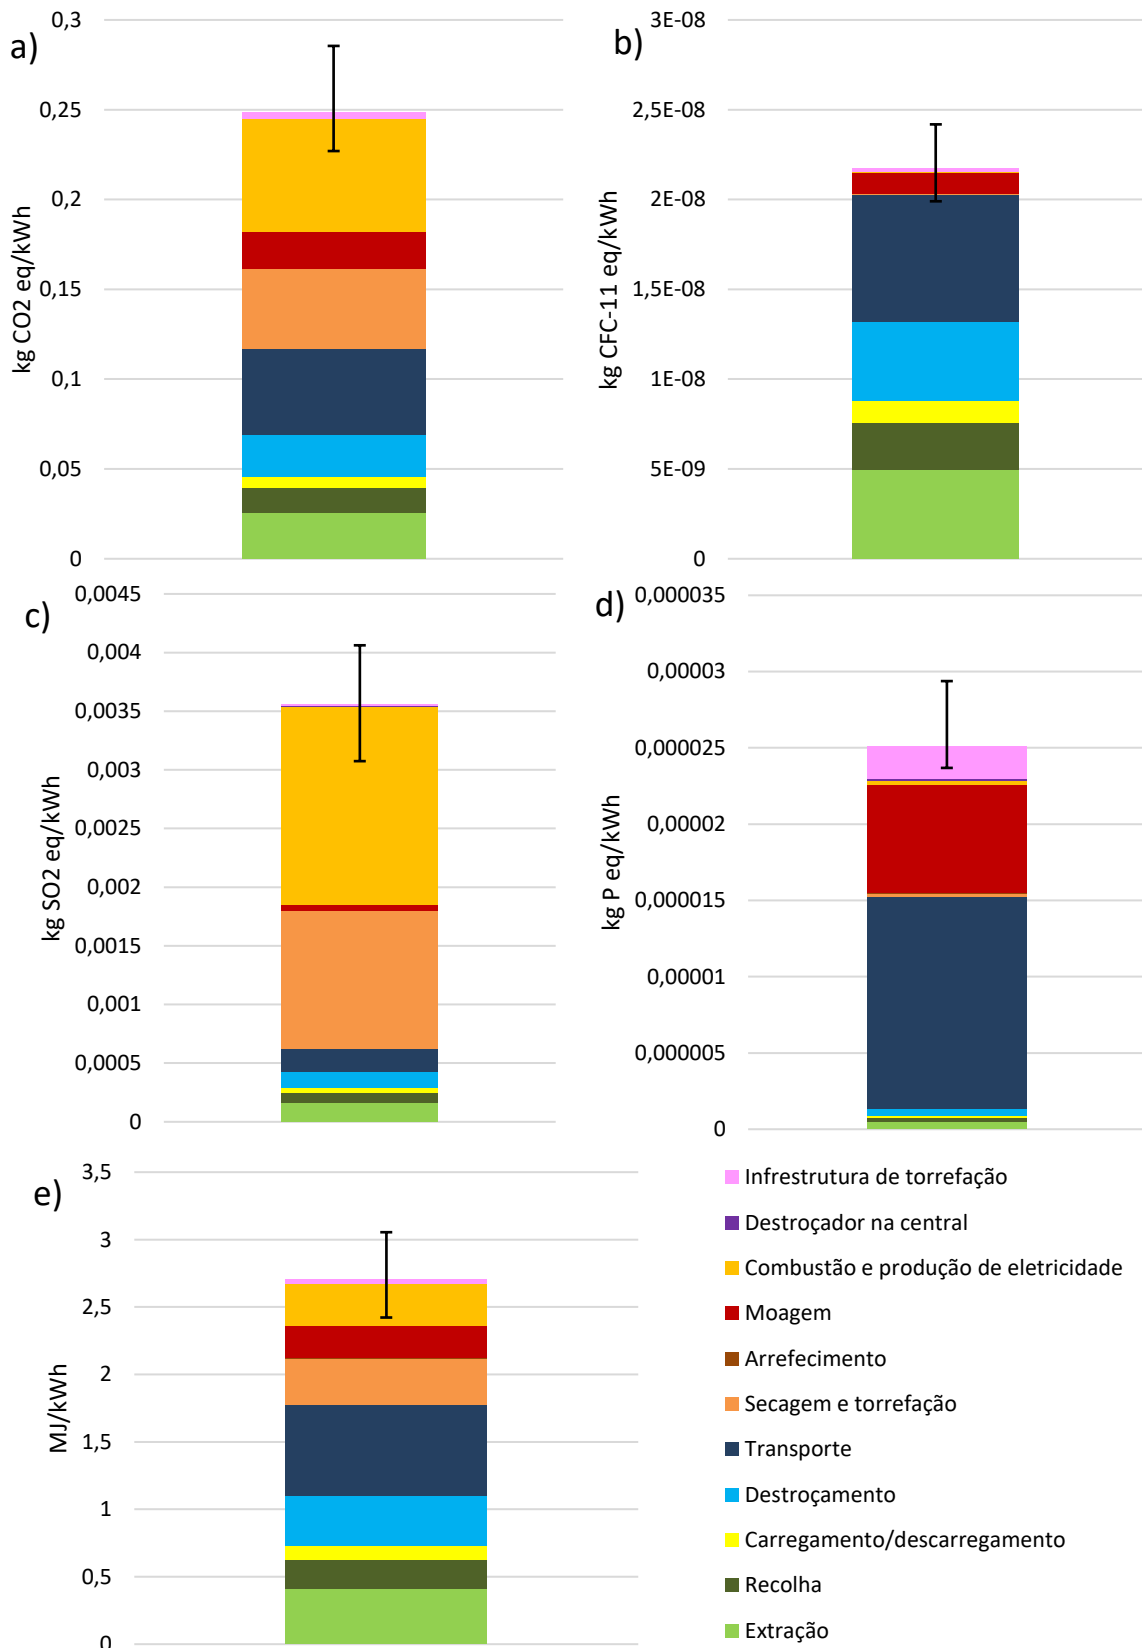 a)
kg CO2 eq/kWh
0,3
0,25
0,2
0,15
0,1
0,05
0
b)
kg CFC-11 eq/kWh
3E-08
2,5E-08
2E-08
1,5E-08
1E-08
5E-09
0
c)
kg SO2 eq/kWh
0,0045
0,004
0,0035
0,003
0,0025
0,002
0,0015
0,001
0,0005
0
d)
kg P eq/kWh
0,000035
0,00003
0,000025
0,00002
0,000015
0,00001
0,000005
0
e)
MJ/kWh
3,5
3
2,5
2
1,5
1
0,5
0
Infrestrutura de torrefação
Destroçador na central
Combustão e produção de eletricidade
Moagem
Arrefecimento
Secagem e torrefação
Transporte
Destroçamento
Carregamento/descarregamento
Recolha
Extração